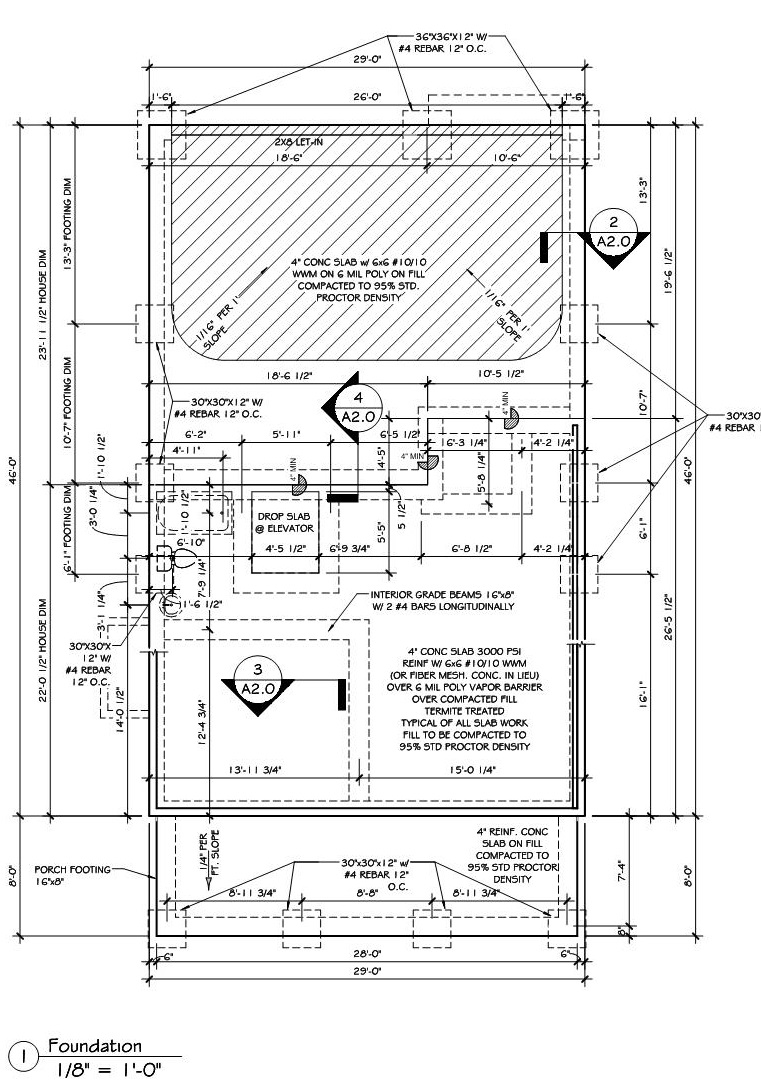 36"X36"X12" W/
#4 REBAR 12" O.C.
29'-0"
1'-6"
26'-0"
1'-6"
2X8 LET-IN
18'-6"
10'-6"
13'-3" FOOTING DIM
13'-3"
2
A2.0
4" CONC SLAB w/ 6x6 #10/10
WWM ON 6 MIL POLY ON FILL
COMPACTED TO 95% STD.
PROCTOR DENSITY
23'-11 1/2" HOUSE DIM
19'-6 1/2"
1/16" PER 1'
SLOPE
1/16" PER 1'
SLOPE
18'-6 1/2"
10'-5 1/2"
10'-7" FOOTING DIM
10'-7"
30"X30"X12" W/
#4 REBAR 12" O.C.
4
A2.0
4" MIN
30"X30
#4 REBAR
6'-2"
5'-11"
6'-5 1/2"
6'-3 1/4"
4'-2 1/4"
4'-11"
4'-5"
4" MIN
4" MIN
1'-10 1/2"
46'-0"
46'-0"
5'-8 1/4"
3'-0 1/4"
1'-10 1/2"
DROP SLAB
@ ELEVATOR
5'-5"
5 1/2"
6'-1" FOOTING
6'-1"
6'-10"
4'-5 1/2"
6'-9 3/4"
6'-8 1/2"
4'-2 1/4"
7'-9 1/4"
1'-6 1/2"
INTERIOR GRADE BEAMS 16"x8"
W/ 2 #4 BARS LONGITUDINALLY
3'-1 1/4"
26'-5 1/2"
30"X30"X
12" W/
#4 REBAR
12" O.C.
22'-0 1/2" HOUSE DIM
3
A2.0
4" CONC SLAB 3000 PSI
REINF W/ 6x6 #10/10 WWM
(OR FIBER MESH. CONC. IN LIEU)
OVER 6 MIL POLY VAPOR BARRIER
OVER COMPACTED FILL
TERMITE TREATED
TYPICAL OF ALL SLAB WORK
FILL TO BE COMPACTED TO
95% STD PROCTOR DENSITY
16'-1"
14'-0 1/2"
12'-4 3/4"
13'-11 3/4"
15'-0 1/4"
1/4" PER
FT. SLOPE
4" REINF. CONC
SLAB ON FILL
COMPACTED TO
95% STD PROCTOR
DENSITY
PORCH FOOTING
16"x8"
30"x30"x12" w/
#4 REBAR 12"
O.C.
8'-0"
7'-4"
8'-0"
8'-11 3/4"
8'-8"
8'-11 3/4"
8"
6"
28'-0"
6"
29'-0"
1
Foundation
1/8" = 1'-0"